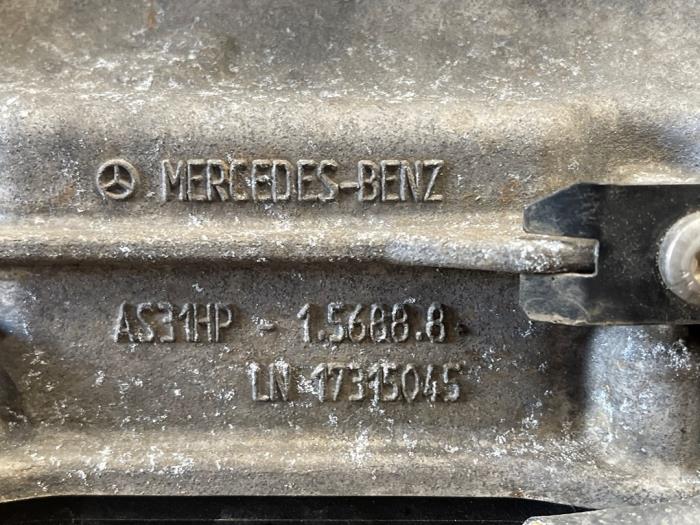 MERCEDES-BENZ
AS31HP - 1.5688.8
LN 17315045